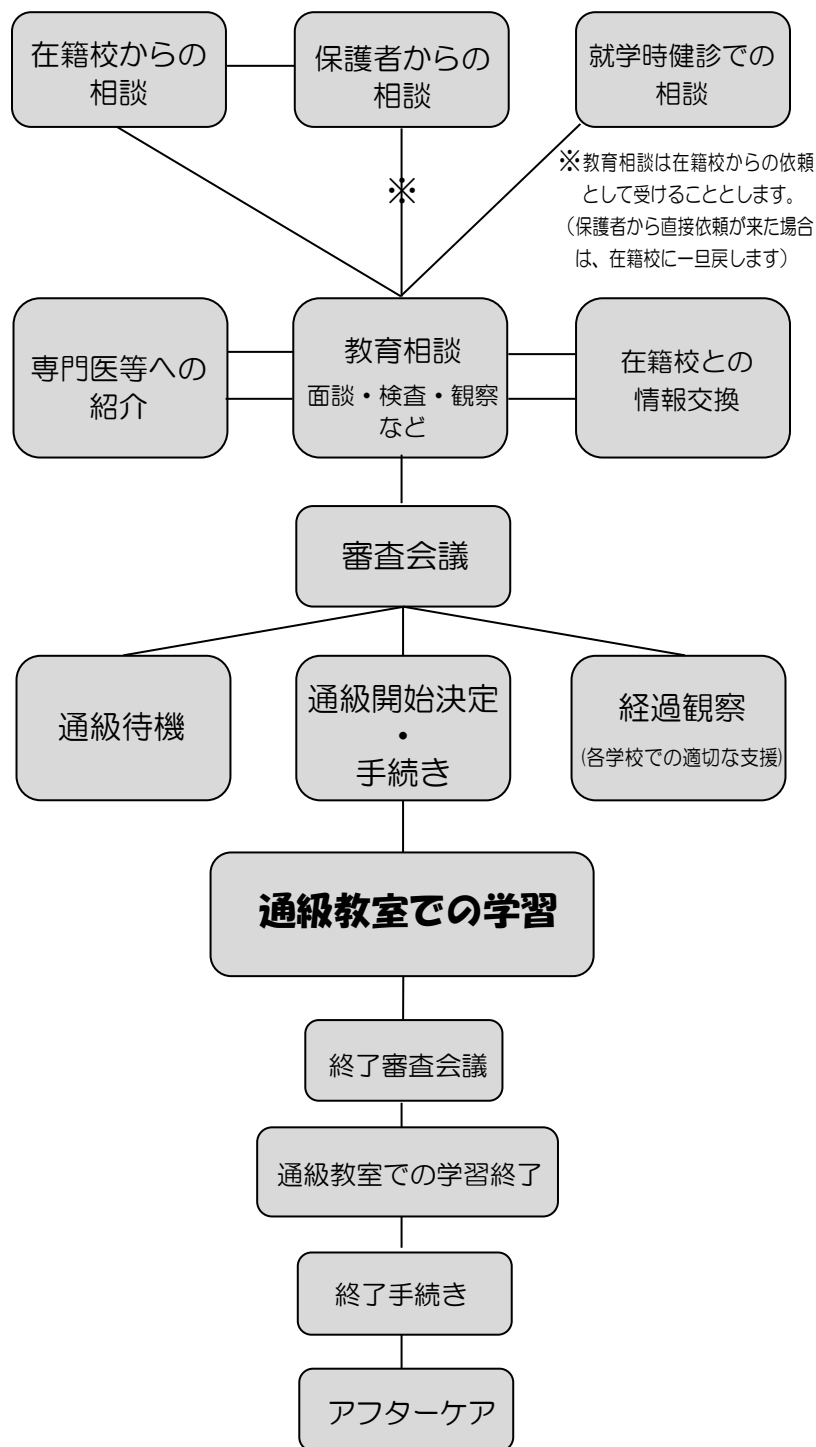 在籍校からの
相談
保護者からの
相談
就学時健診での
相談
※
※教育相談は在籍校からの依頼
として受けることとします。
（保護者から直接依頼が来た場合
は、在籍校に一旦戻します）
専門医等への
紹介
教育相談
面談・検査・観察
など
在籍校との
情報交換
審査会議
通級待機
通級開始決定
・
手続き
経過観察
(各学校での適切な支援)
通級教室での学習
終了審査会議
通級教室での学習終了
終了手続き
アフターケア